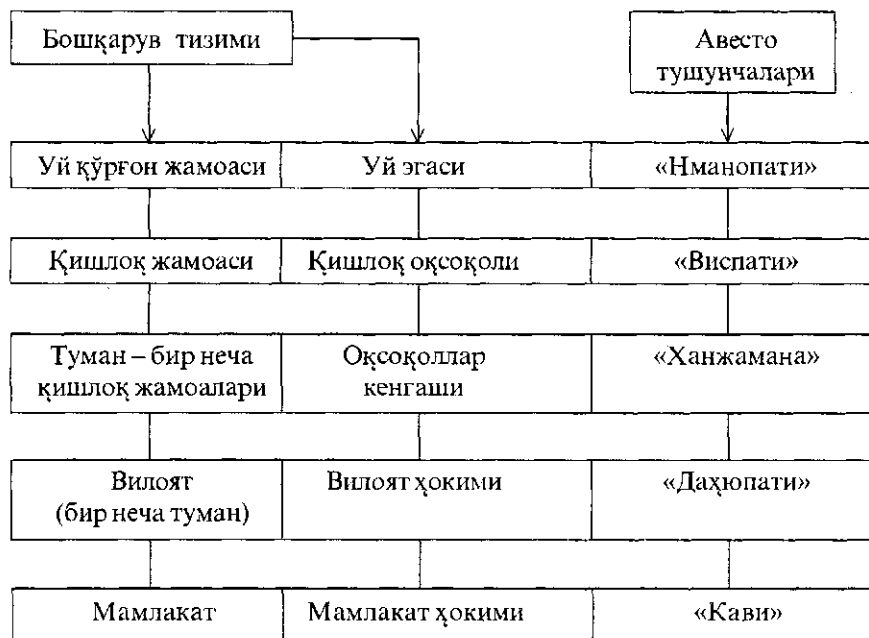 Бошқарув тизими
Авесто
тушунчалари
Уй қўрғон жамоаси
Уй эгаси
«Нманопати»
Қишлоқ жамоаси
Қишлоқ оқсоқоли
«Виспати»
Туман – бир неча
қишлоқ жамоалари
Оқсоқоллар
кенгаши
«Ханжамана»
Вилоят
(бир неча туман)
Вилоят ҳокими
«Даҳюпати»
Мамлакат
Мамлакат ҳокими
«Кави»